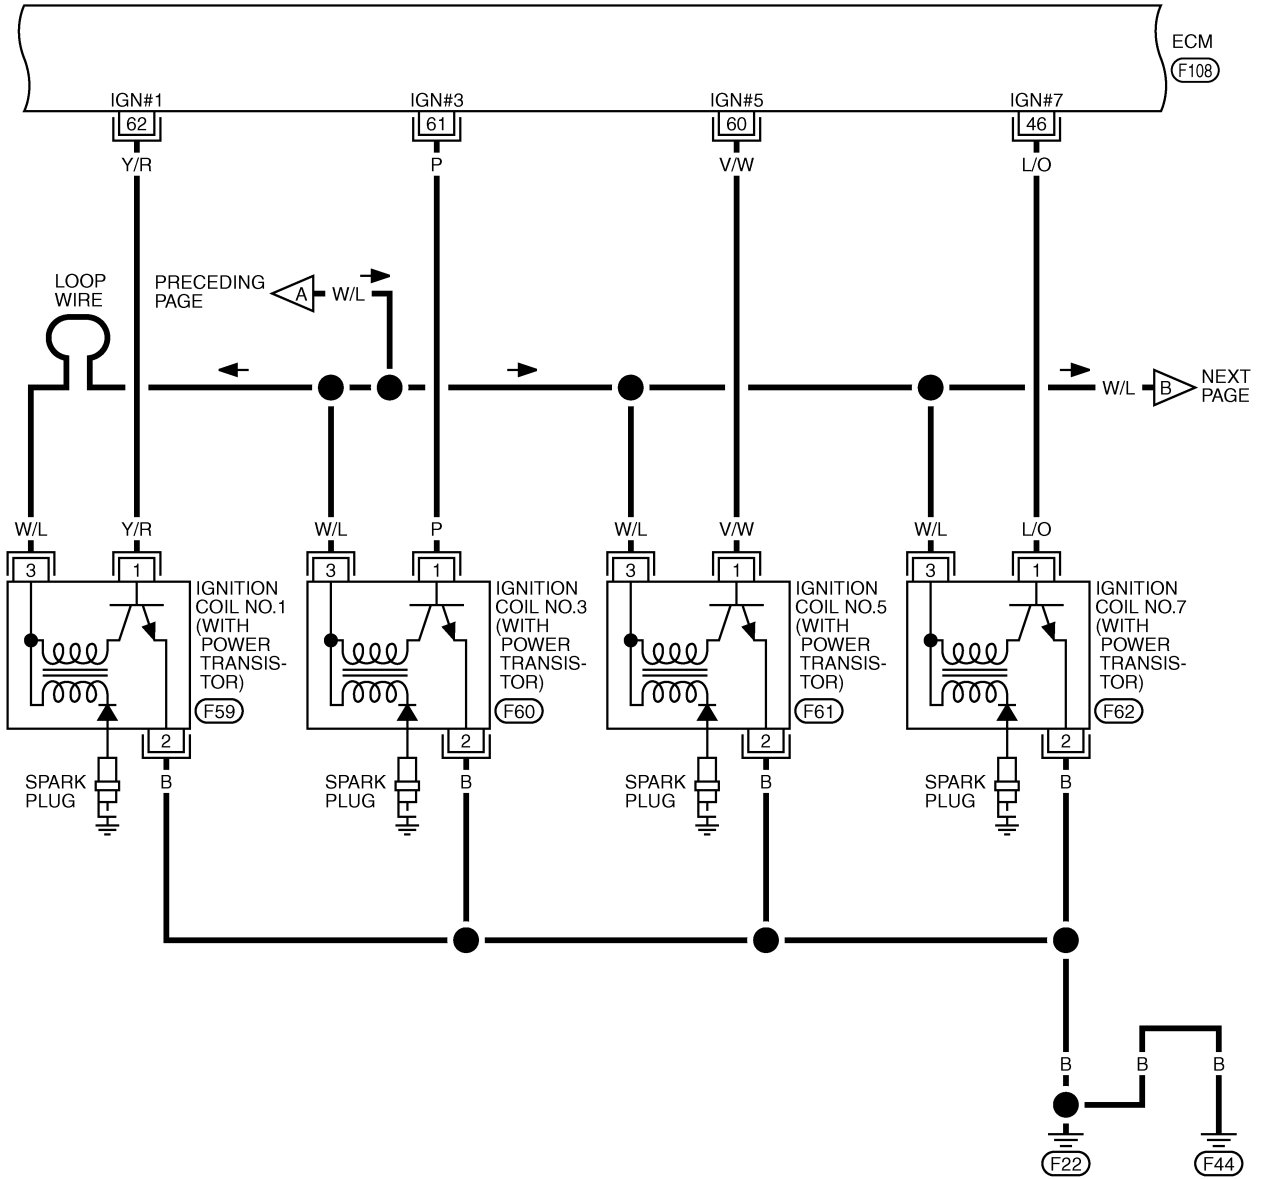 ECM
F108
IGN#1 IGN#3 IGN#5 IGN#7
62 61 60 46
Y/R P V/W L/O
LOOP
WIRE
PRECEDING
PAGE
A W/L
W/L B
NEXT
PAGE
W/L Y/R W/L P W/L V/W W/L L/O
3 1 3 1 3 1 3 1
IGNITION
COIL NO.1
(WITH
POWER
TRANSIS-
TOR)
F59
IGNITION
COIL NO.3
(WITH
POWER
TRANSIS-
TOR)
F60
IGNITION
COIL NO.5
(WITH
POWER
TRANSIS-
TOR)
F61
IGNITION
COIL NO.7
(WITH
POWER
TRANSIS-
TOR)
F62
2 2 2 2
SPARK
PLUG
B
SPARK
PLUG
B
SPARK
PLUG
B
SPARK
PLUG
B
B B B
F22 F44